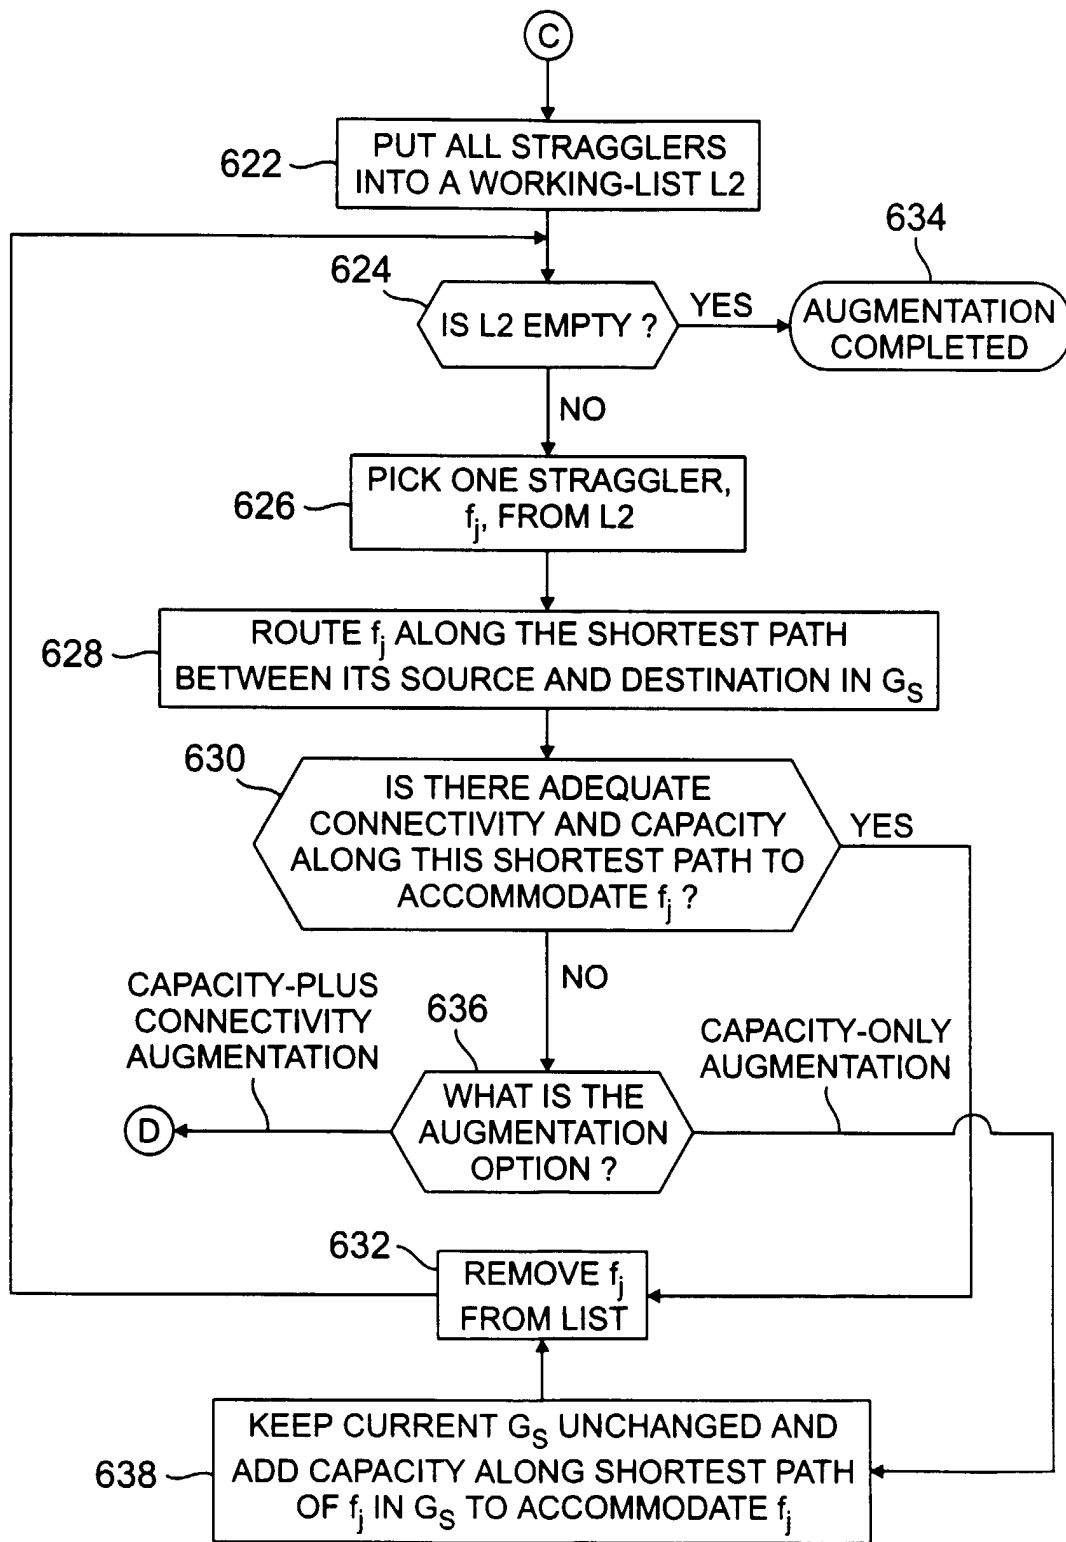 C
622
PUT ALL STRAGGLERS
INTO A WORKING-LIST L2
624
IS L2 EMPTY ?
YES
634
AUGMENTATION
COMPLETED
NO
626
PICK ONE STRAGGLER,
fj, FROM L2
628
ROUTE fj ALONG THE SHORTEST PATH
BETWEEN ITS SOURCE AND DESTINATION IN GS
630
IS THERE ADEQUATE
CONNECTIVITY AND CAPACITY
ALONG THIS SHORTEST PATH TO
ACCOMMODATE fj ?
YES
NO
CAPACITY-PLUS
CONNECTIVITY
AUGMENTATION
636
CAPACITY-ONLY
AUGMENTATION
D
WHAT IS THE
AUGMENTATION
OPTION ?
632
REMOVE fj
FROM LIST
638
KEEP CURRENT GS UNCHANGED AND
ADD CAPACITY ALONG SHORTEST PATH
OF fj IN GS TO ACCOMMODATE fj